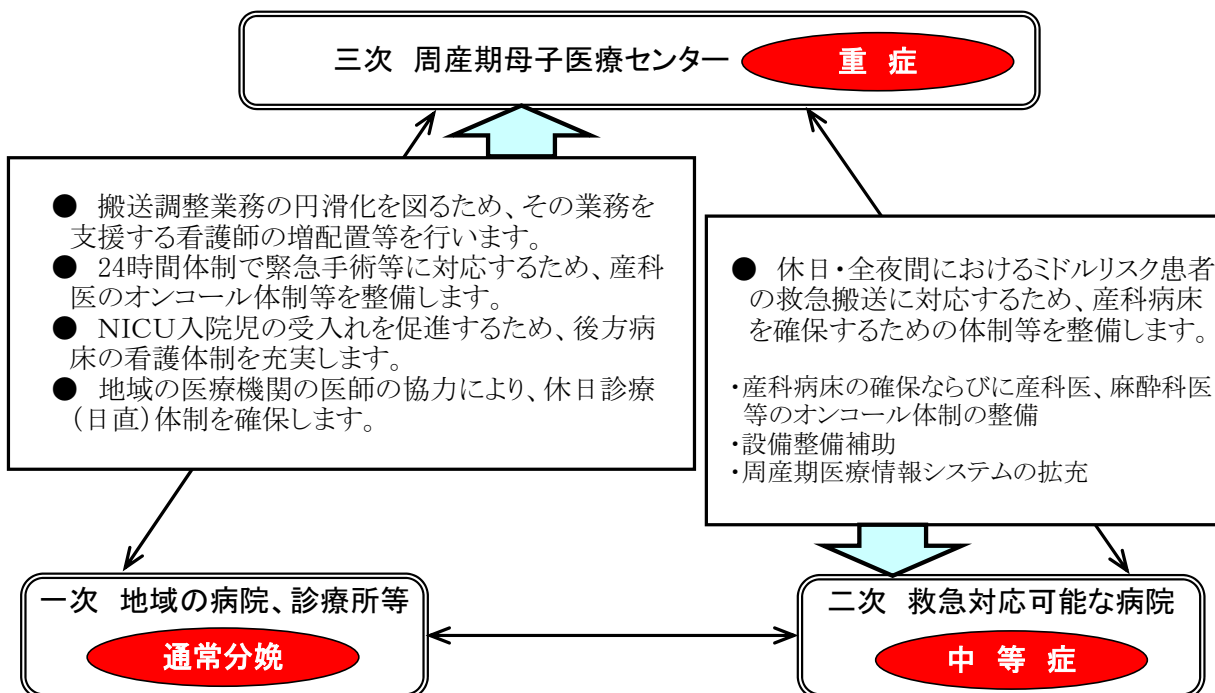 三次 周産期母子医療センター 重 症
● 搬送調整業務の円滑化を図るため、その業務を
支援する看護師の増配置等を行います。
● 24時間体制で緊急手術等に対応するため、産科
医のオンコール体制等を整備します。
● NICU入院児の受入れを促進するため、後方病
床の看護体制を充実します。
● 地域の医療機関の医師の協力により、休日診療
(日直)体制を確保します。
● 休日・全夜間におけるミドルリスク患者
の救急搬送に対応するため、産科病床
を確保するための体制等を整備します。
・産科病床の確保ならびに産科医、麻酔科医
等のオンコール体制の整備
・設備整備補助
・周産期医療情報システムの拡充
一次 地域の病院、診療所等
通常分娩
二次 救急対応可能な病院
中 等 症